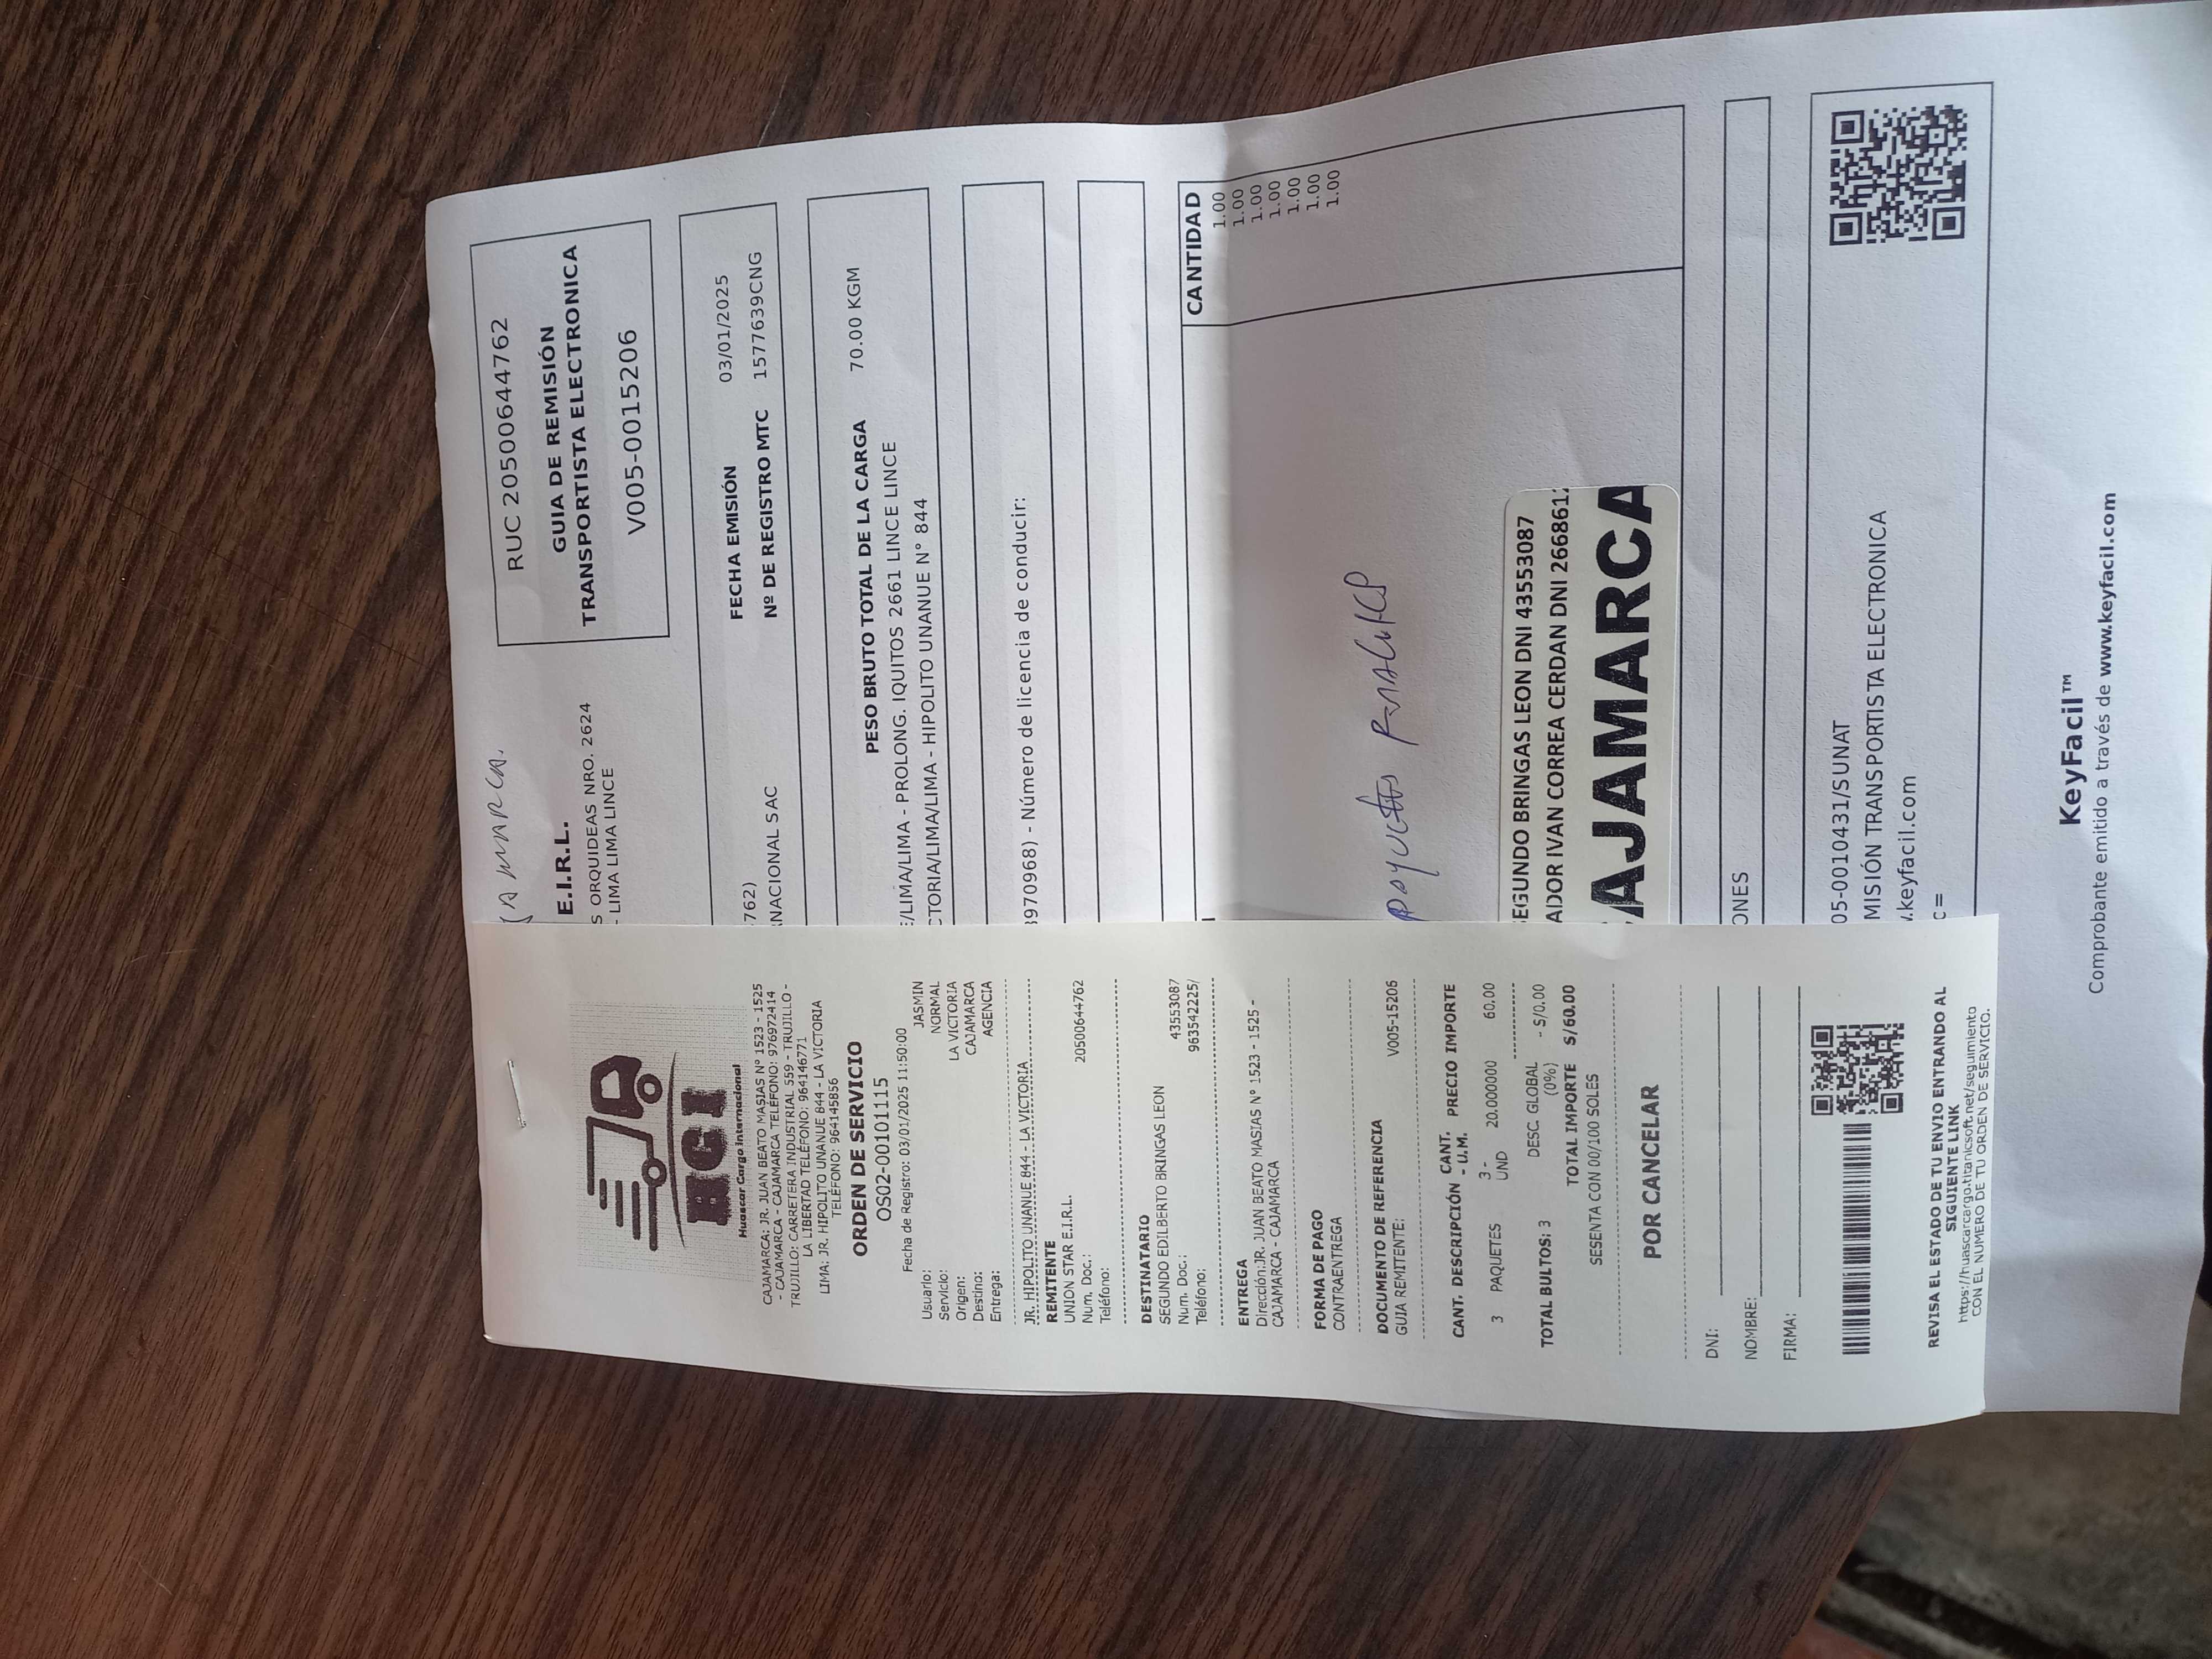 HCI
Huascar Cargo Internacional
CAJAMARCA: JR. JUAN BEATO MASIAS Nº 1523 - 1525
- CAJAMARCA - CAJAMARCA TELÉFONO: 976972414
TRUJILLO: CARRETERA INDUSTRIAL 559 - TRUJILLO -
LA LIBERTAD TELÉFONO: 964146771
LIMA: JR. HIPOLITO UNANUE 844 - LA VICTORIA
TELÉFONO: 964145856
ORDEN DE SERVICIO
OS02-00101115
Fecha de Registro: 03/01/2025 11:50:00
Usuario: JASMIN
Servicio: NORMAL
Origen: LA VICTORIA
Destino: CAJAMARCA
Entrega: AGENCIA
JR. HIPOLITO UNANUE 844 - LA VICTORIA
REMITENTE
UNION STAR E.I.R.L.
Num. Doc.: 20500644762
Teléfono:
DESTINATARIO
SEGUNDO EDILBERTO BRINGAS LEON
Num. Doc.: 43553087
Teléfono: 963542225/
ENTREGA
Dirección:JR. JUAN BEATO MASIAS Nº 1523 - 1525 -
CAJAMARCA - CAJAMARCA
FORMA DE PAGO
CONTRAENTREGA
DOCUMENTO DE REFERENCIA
GUIA REMITENTE: V005-15206
CANT. DESCRIPCIÓN CANT. - U.M. PRECIO IMPORTE
3 PAQUETES 3 - UND 20.000000 60.00
TOTAL BULTOS: 3 DESC. GLOBAL (0%) - S/0.00
TOTAL IMPORTE S/60.00
SESENTA CON 00/100 SOLES
POR CANCELAR
DNI:
NOMBRE:
FIRMA:
REVISA EL ESTADO DE TU ENVIO ENTRANDO AL
SIGUIENTE LINK
https://huascarcargo.titanicsoft.net/seguimiento
CON EL NUMERO DE TU ORDEN DE SERVICIO.
E.I.R.L.
S ORQUIDEAS NRO. 2624
- LIMA LIMA LINCE
RUC 20500644762
GUIA DE REMISIÓN
TRANSPORTISTA ELECTRONICA
V005-0015206
762) FECHA EMISIÓN 03/01/2025
NACIONAL SAC Nº DE REGISTRO MTC 1577639CNG
PESO BRUTO TOTAL DE LA CARGA 70.00 KGM
/LIMA/LIMA - PROLONG. IQUITOS 2661 LINCE LINCE
CTORIA/LIMA/LIMA - HIPOLITO UNANUE N° 844
3970968) - Número de licencia de conducir:
CANTIDAD
1.00
1.00
1.00
1.00
1.00
1.00
1.00
EGUNDO BRINGAS LEON DNI 43553087
ADOR IVAN CORREA CERDAN DNI 2668612
AJAMARCA
ONES
05-0010431/SUNAT
MISIÓN TRANSPORTISTA ELECTRONICA
.keyfacil.com
c=
KeyFacil™
Comprobante emitido a través de www.keyfacil.com